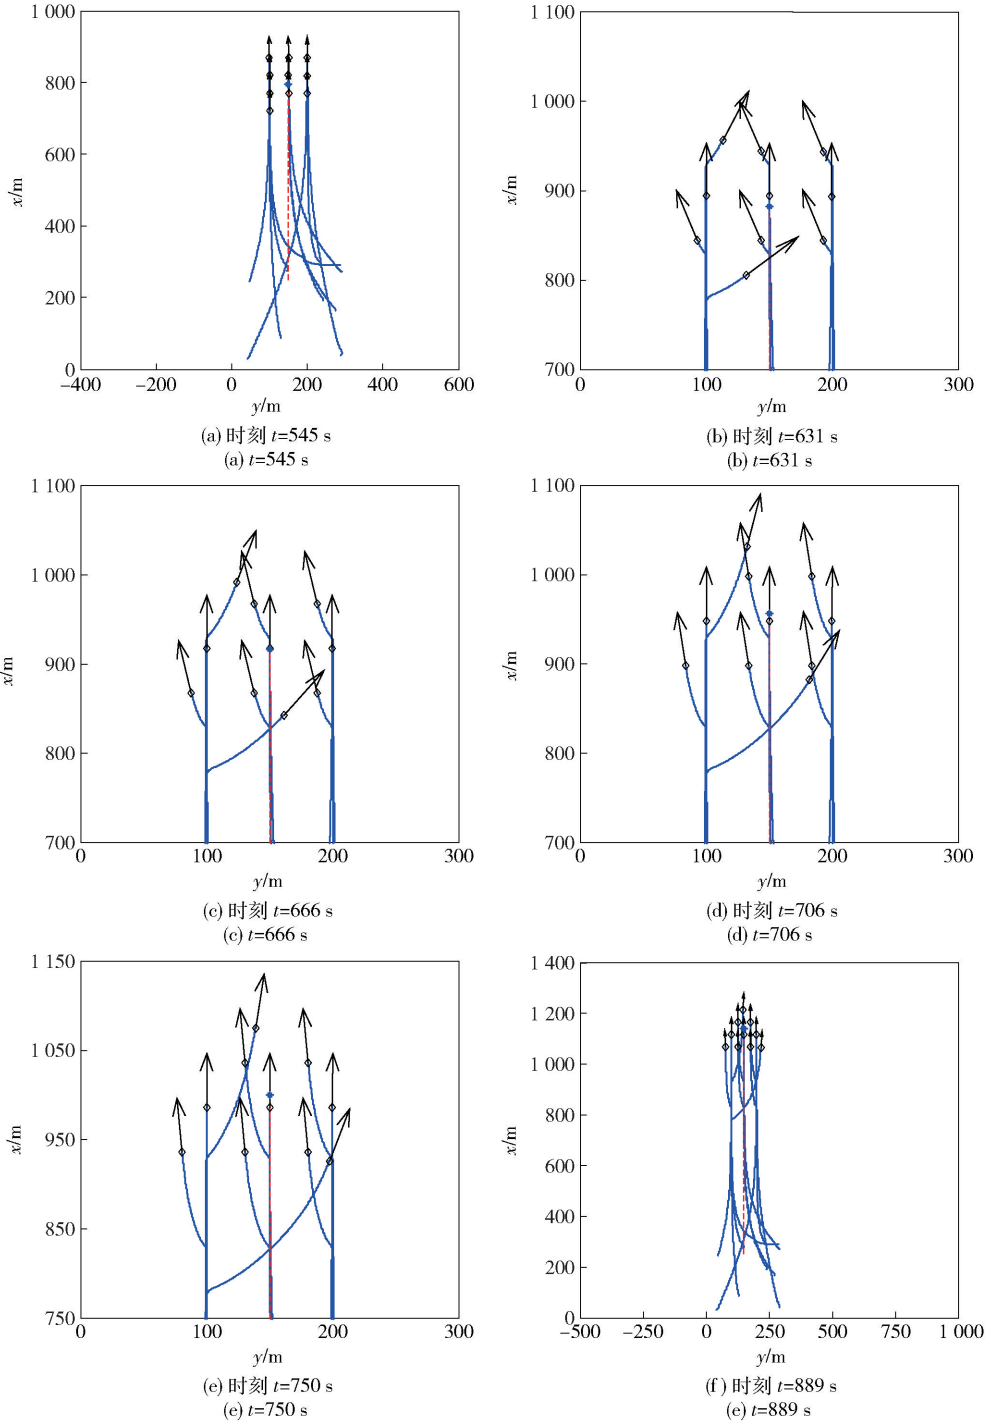 1 000
800
600
400
200
0
x/m
−400 −200 0 200 400 600
y/m
(a) 时刻 t=545 s
(a) t=545 s
1 100
1 000
900
800
700
x/m
0 100 200 300
y/m
(b) 时刻 t=631 s
(b) t=631 s
1 100
1 000
900
800
700
x/m
0 100 200 300
y/m
(c) 时刻 t=666 s
(c) t=666 s
1 100
1 000
900
800
700
x/m
0 100 200 300
y/m
(d) 时刻 t=706 s
(d) t=706 s
1 150
1 050
950
850
750
x/m
0 100 200 300
y/m
(e) 时刻 t=750 s
(e) t=750 s
1 400
1 200
1 000
800
600
400
200
0
x/m
−500 −250 0 250 500 750 1 000
y/m
(f) 时刻 t=889 s
(e) t=889 s